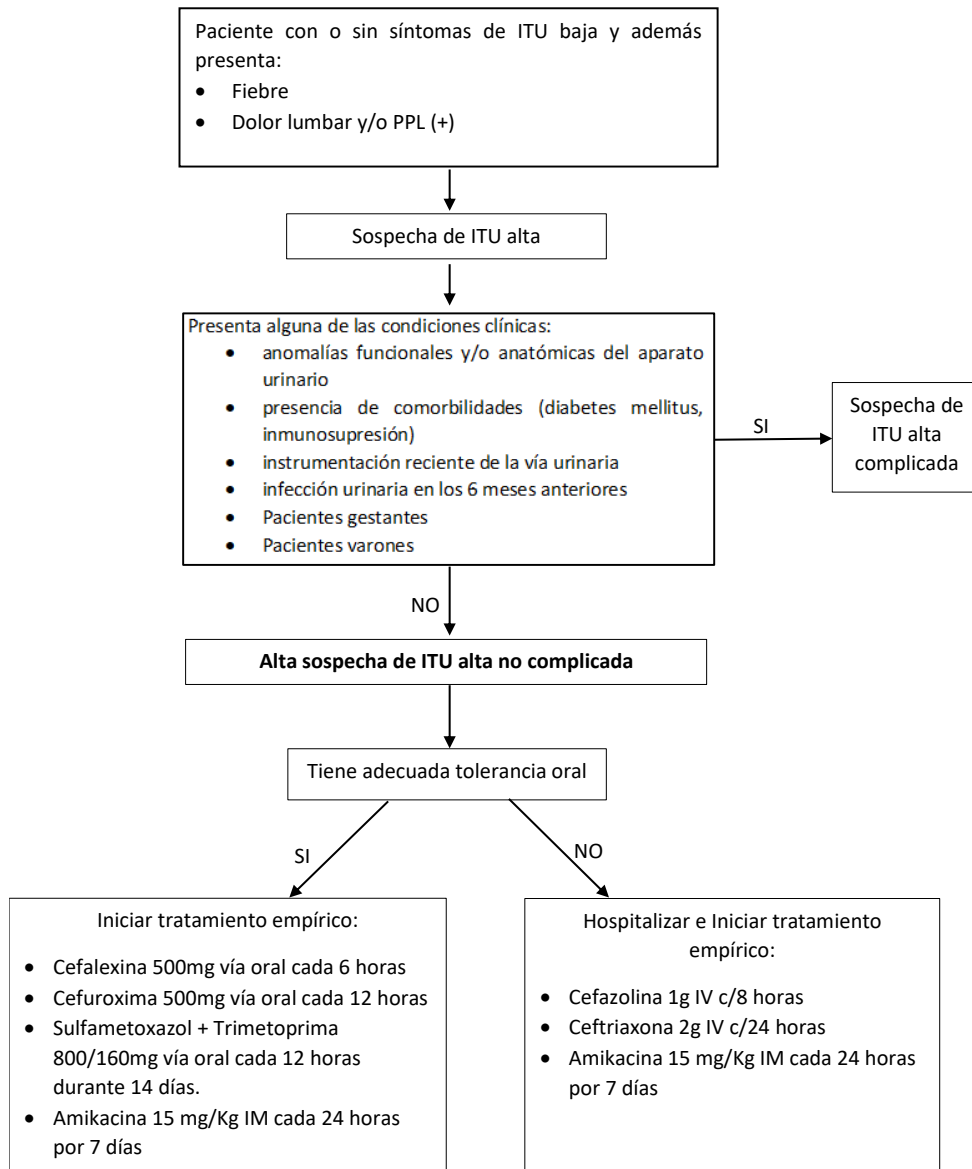 Paciente con o sin síntomas de ITU baja y además
presenta:
• Fiebre
• Dolor lumbar y/o PPL (+)
Sospecha de ITU alta
Presenta alguna de las condiciones clínicas:
• anomalías funcionales y/o anatómicas del aparato
urinario
• presencia de comorbilidades (diabetes mellitus,
inmunosupresión)
• instrumentación reciente de la vía urinaria
• infección urinaria en los 6 meses anteriores
• Pacientes gestantes
• Pacientes varones
SI
Sospecha de
ITU alta
complicada
NO
Alta sospecha de ITU alta no complicada
Tiene adecuada tolerancia oral
SI
NO
Iniciar tratamiento empírico:
• Cefalexina 500mg vía oral cada 6 horas
• Cefuroxima 500mg vía oral cada 12 horas
• Sulfametoxazol + Trimetoprima
800/160mg vía oral cada 12 horas
durante 14 días.
• Amikacina 15 mg/Kg IM cada 24 horas
por 7 días
Hospitalizar e Iniciar tratamiento
empírico:
• Cefazolina 1g IV c/8 horas
• Ceftriaxona 2g IV c/24 horas
• Amikacina 15 mg/Kg IM cada 24 horas
por 7 días